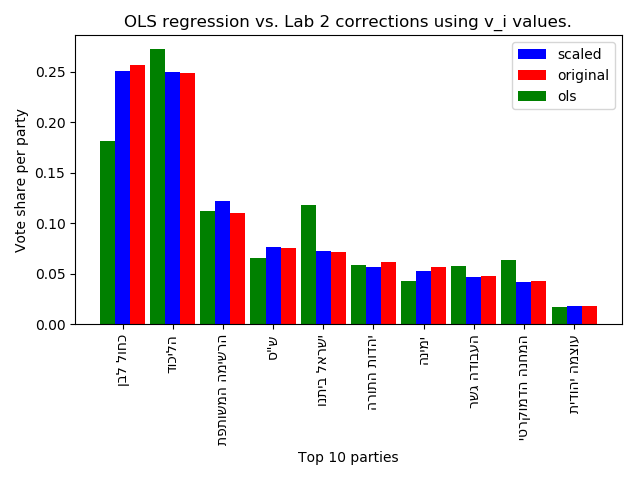 OLS regression vs. Lab 2 corrections using v_i values.
scaled
original
ols
Vote share per party
0.25
0.20
0.15
0.10
0.05
0.00
כחול לבן
הליכוד
הרשימה המשותפת
ש"ס
ישראל ביתנו
יהדות התורה
ימינה
העבודה גשר
המחנה הדמוקרטי
עוצמה יהודית
Top 10 parties